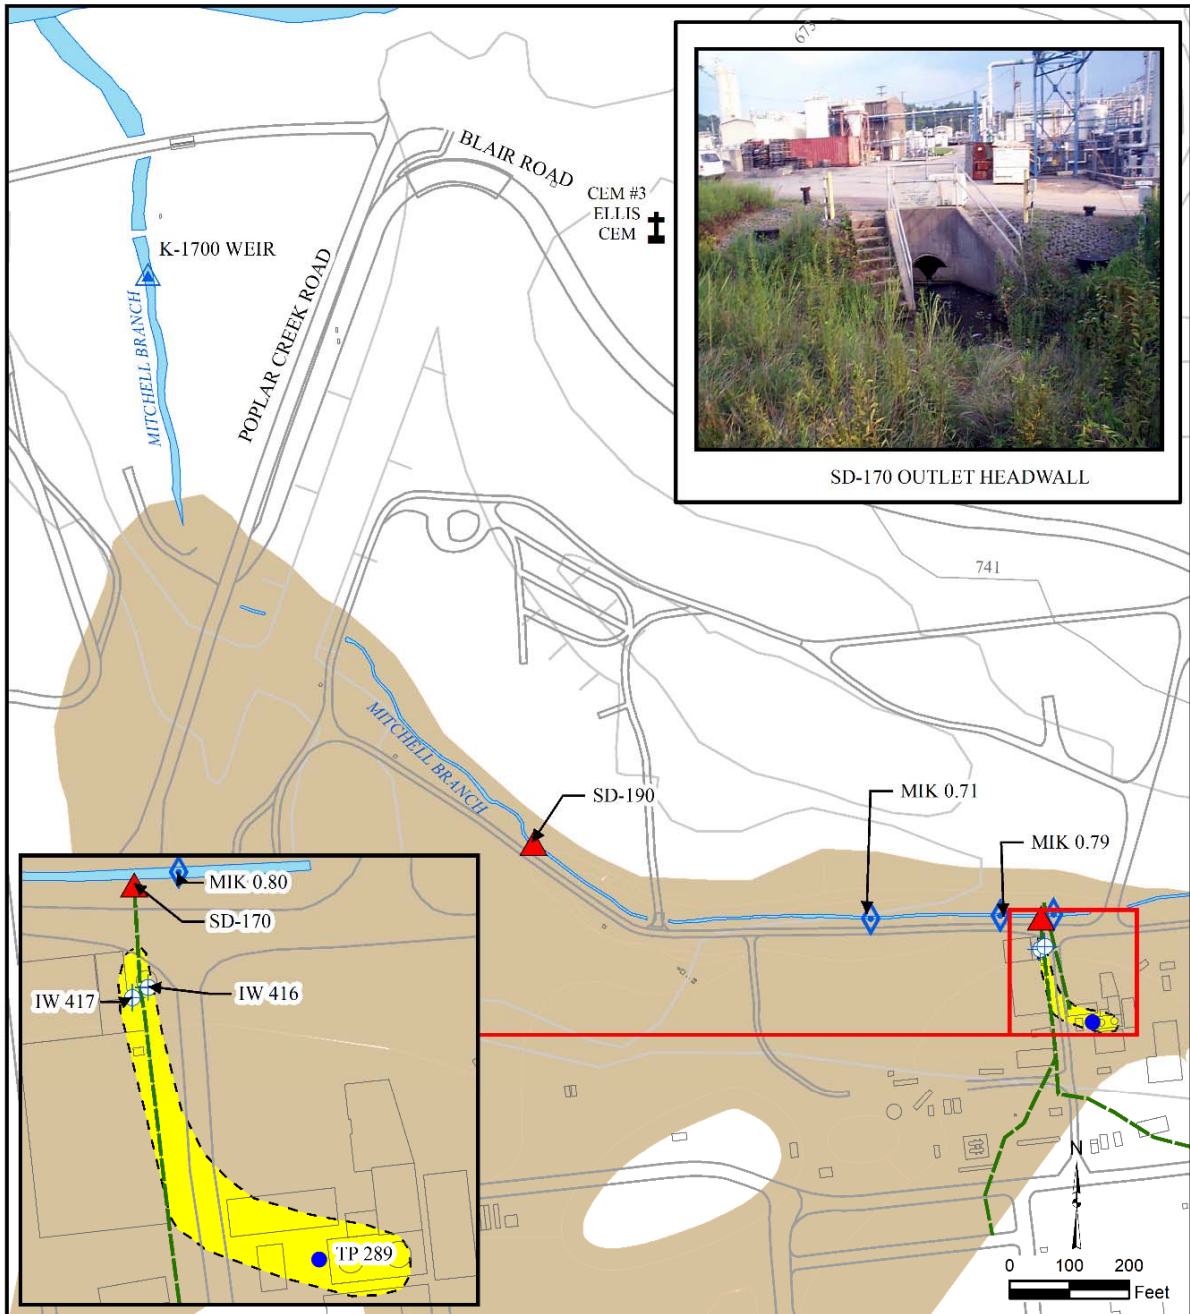 673
BLAIR ROAD
CEM #3
ELLIS
CEM
K-1700 WEIR
MITCHELL BRANCH
POPLAR CREEK ROAD
SD-170 OUTLET HEADWALL
741
MITCHELL BRANCH
SD-190
MIK 0.71
MIK 0.79
MIK 0.80
SD-170
IW 417
IW 416
TP 289
N
0 100 200
Feet